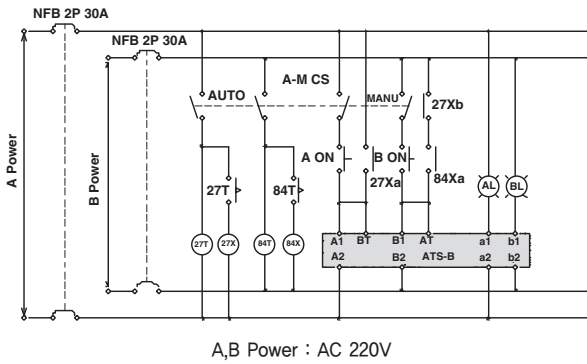 NFB 2P 30A
NFB 2P 30A
AUTO
A-M CS
MANU
27Xb
A ON
B ON
27T
84T
27Xa
84Xa
AL
BL
A Power
B Power
27T
27X
84T
84X
A1 BT B1 AT a1 b1
A2 B2 ATS-B a2 b2
A,B Power : AC 220V